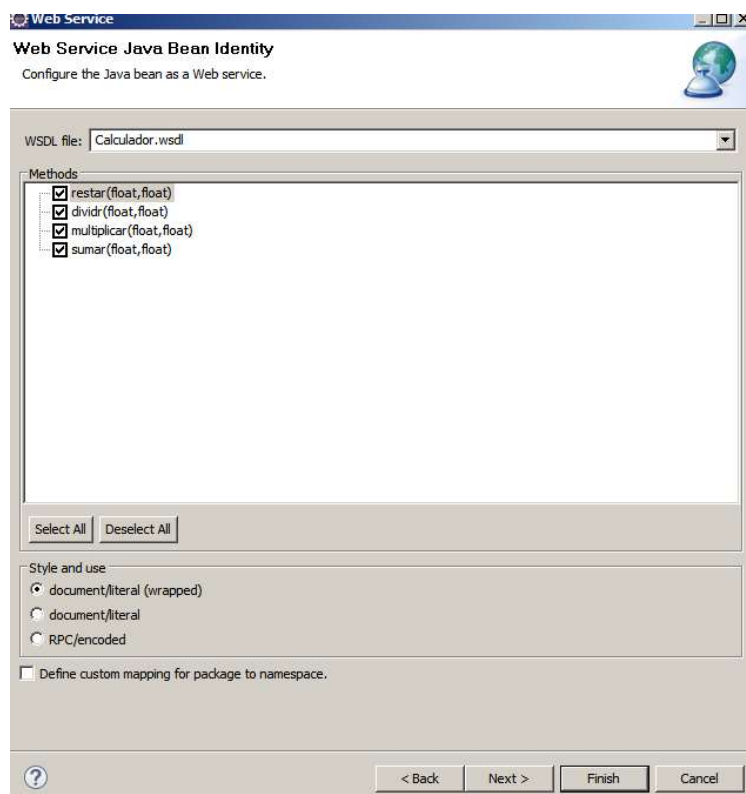 Web Service
Web Service Java Bean Identity
Configure the Java bean as a Web service.
WSDL file: Calculador.wsdl
Methods
restar(float,float)
dividr(float,float)
multiplicar(float,float)
sumar(float,float)
Select All Deselect All
Style and use
document/literal (wrapped)
document/literal
RPC/encoded
Define custom mapping for package to namespace.
? < Back Next > Finish Cancel